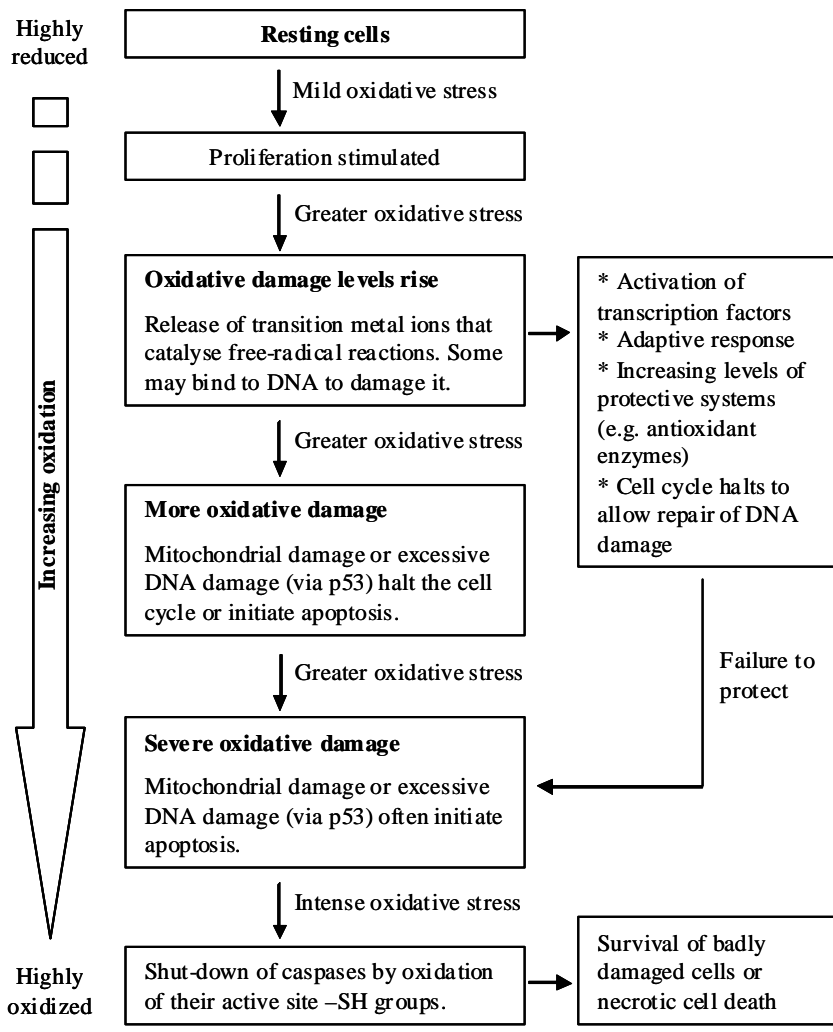 Highly
reduced
Resting cells
Mild oxidative stress
Proliferation stimulated
Greater oxidative stress
Oxidative damage levels rise
Release of transition metal ions that
catalyse free-radical reactions. Some
may bind to DNA to damage it.
* Activation of
transcription factors
* Adaptive response
* Increasing levels of
protective systems
(e.g. antioxidant
enzymes)
* Cell cycle halts to
allow repair of DNA
damage
Greater oxidative stress
Increasing oxidation
More oxidative damage
Mitochondrial damage or excessive
DNA damage (via p53) halt the cell
cycle or initiate apoptosis.
Greater oxidative stress
Failure to
protect
Severe oxidative damage
Mitochondrial damage or excessive
DNA damage (via p53) often initiate
apoptosis.
Intense oxidative stress
Highly
oxidized
Shut-down of caspases by oxidation
of their active site –SH groups.
Survival of badly
damaged cells or
necrotic cell death